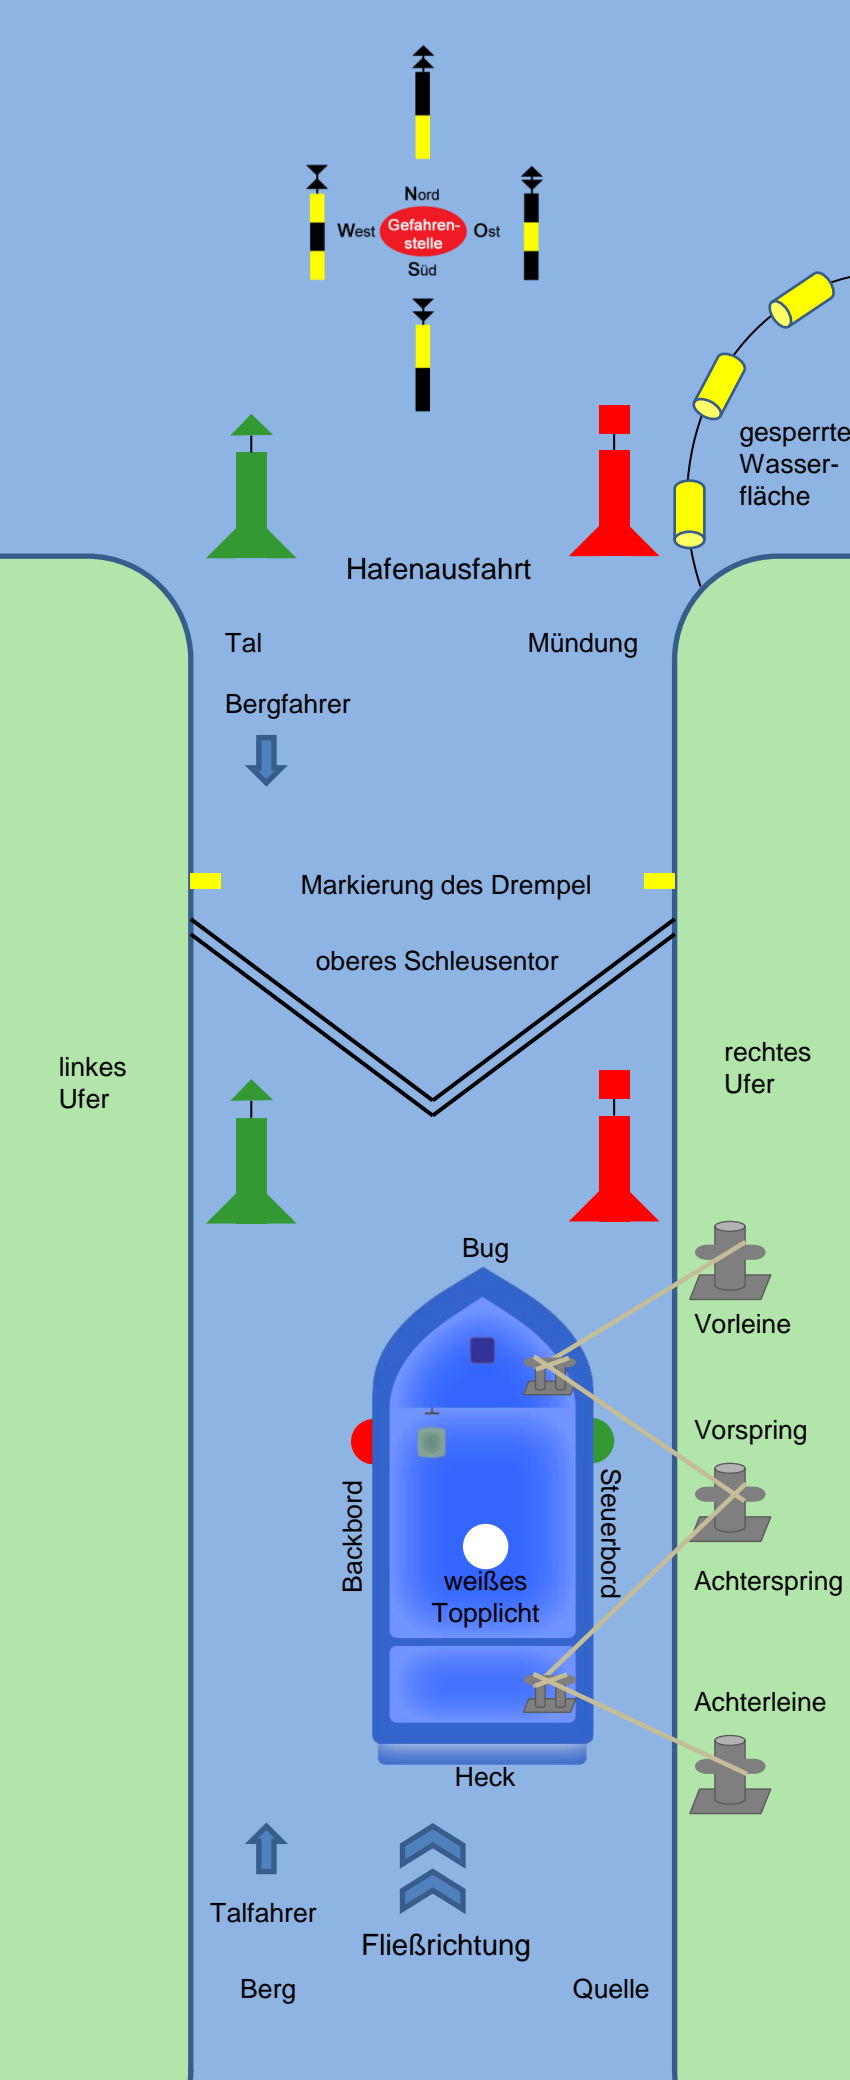 Nord
West
Gefahren-
stelle
Ost
Süd
gesperrte
Wasser-
fläche
Hafenausfahrt
Tal
Mündung
Bergfahrer
Markierung des Drempel
oberes Schleusentor
linkes
Ufer
rechtes
Ufer
Bug
Vorleine
Vorspring
Backbord
Steuerbord
weißes
Topplicht
Achterspring
Achterleine
Heck
Talfahrer
Fließrichtung
Berg
Quelle